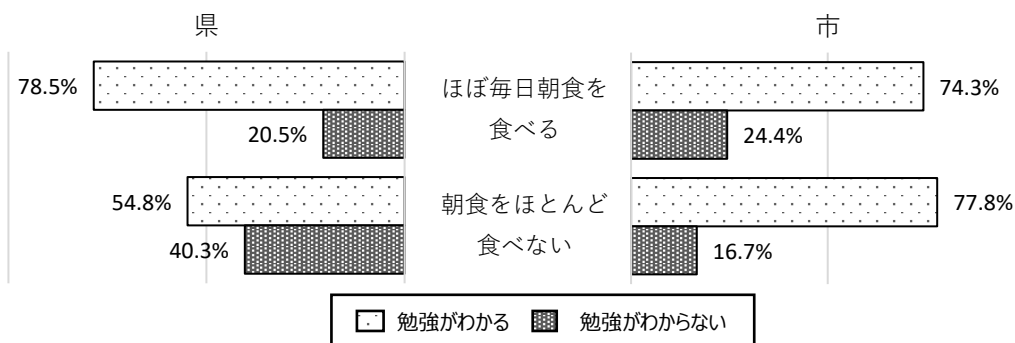 県
市
78.5%
ほぼ毎日朝食を
食べる
74.3%
20.5%
24.4%
54.8%
朝食をほとんど
食べない
77.8%
40.3%
16.7%
勉強がわかる 勉強がわからない